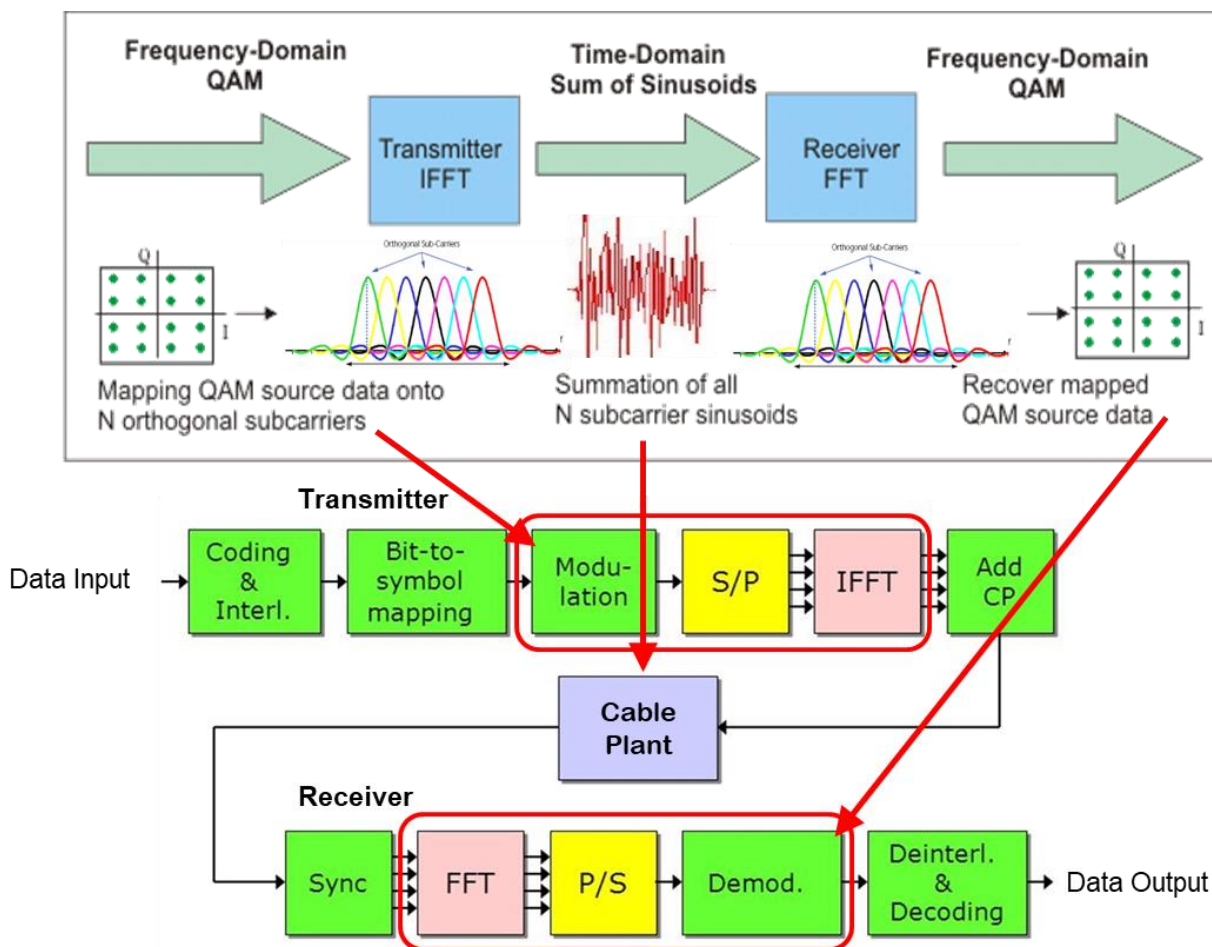 Frequency-Domain
QAM
Time-Domain
Sum of Sinusoids
Frequency-Domain
QAM
Transmitter
IFFT
Receiver
FFT
Q
I
Orthogonal Sub-Carriers
f
Orthogonal Sub-Carriers
f
Q
I
Mapping QAM source data onto
N orthogonal subcarriers
Summation of all
N subcarrier sinusoids
Recover mapped
QAM source data
Transmitter
Data Input
Coding
&
Interl.
Bit-to-
symbol
mapping
Modu-
lation
S/P
IFFT
Add
CP
Cable
Plant
Receiver
Sync
FFT
P/S
Demod.
Deinterl.
&
Decoding
Data Output